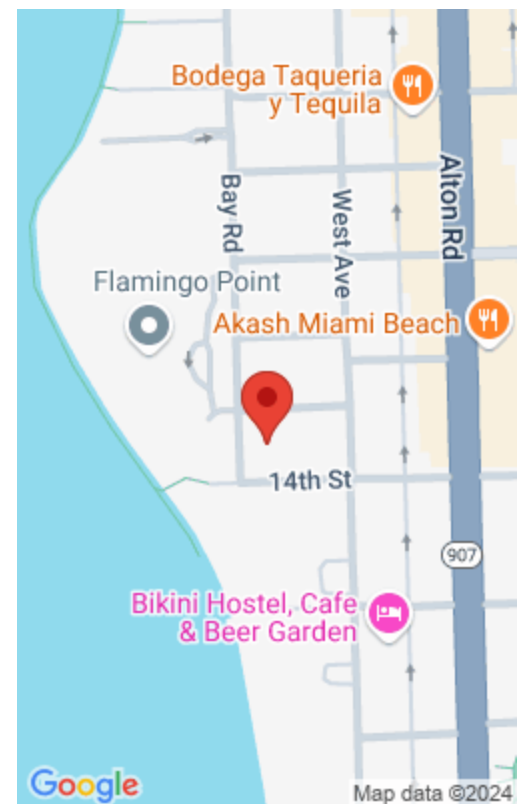 Bodega Taqueria
y Tequila
Bay Rd
West Ave
Alton Rd
Flamingo Point
Akash Miami Beach
14th St
907
Bikini Hostel, Cafe
& Beer Garden
Google
Map data ©2024